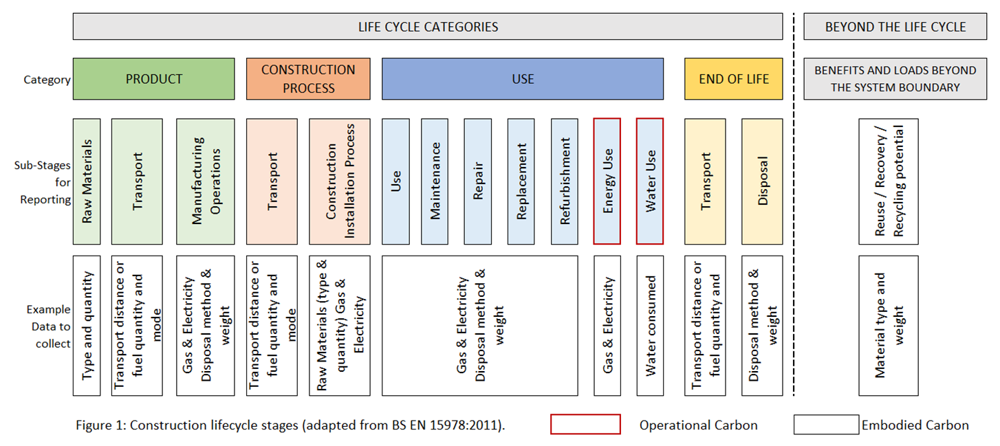 LIFE CYCLE CATEGORIES
BEYOND THE LIFE CYCLE
Category
PRODUCT
CONSTRUCTION
PROCESS
USE
END OF LIFE
BENEFITS AND LOADS BEYOND
THE SYSTEM BOUNDARY
Sub-Stages
for
Reporting
Raw Materials
Transport
Manufacturing
Operations
Transport
Construction
Installation Process
Use
Maintenance
Repair
Replacement
Refurbishment
Energy Use
Water Use
Transport
Disposal
Reuse / Recovery /
Recycling potential
Example
Data to
collect
Type and quantity
Transport distance or
fuel quantity and
mode
Gas & Electricity
Disposal method &
weight
Transport distance or
fuel quantity and
mode
Raw Materials (type &
quantity) Gas &
Electricity
Gas & Electricity
Disposal method &
weight
Gas & Electricity
Water consumed
Transport distance or
fuel quantity and
mode
Disposal method &
weight
Material type and
weight
Figure 1: Construction lifecycle stages (adapted from BS EN 15978:2011).
Operational Carbon
Embodied Carbon